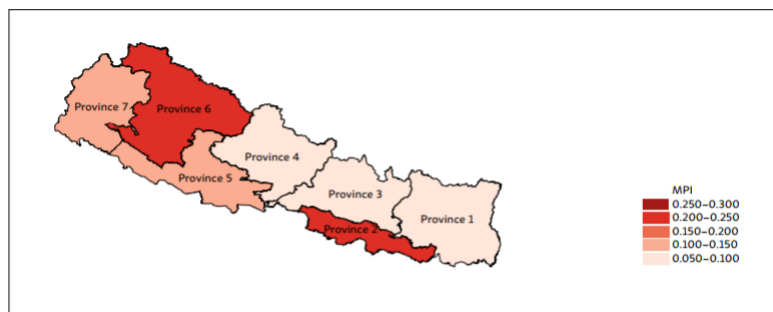 Province 7
Province 6
Province 4
Province 5
Province 3
Province 1
Province 2
MPI
0.250–0.300
0.200–0.250
0.150–0.200
0.100–0.150
0.050–0.100